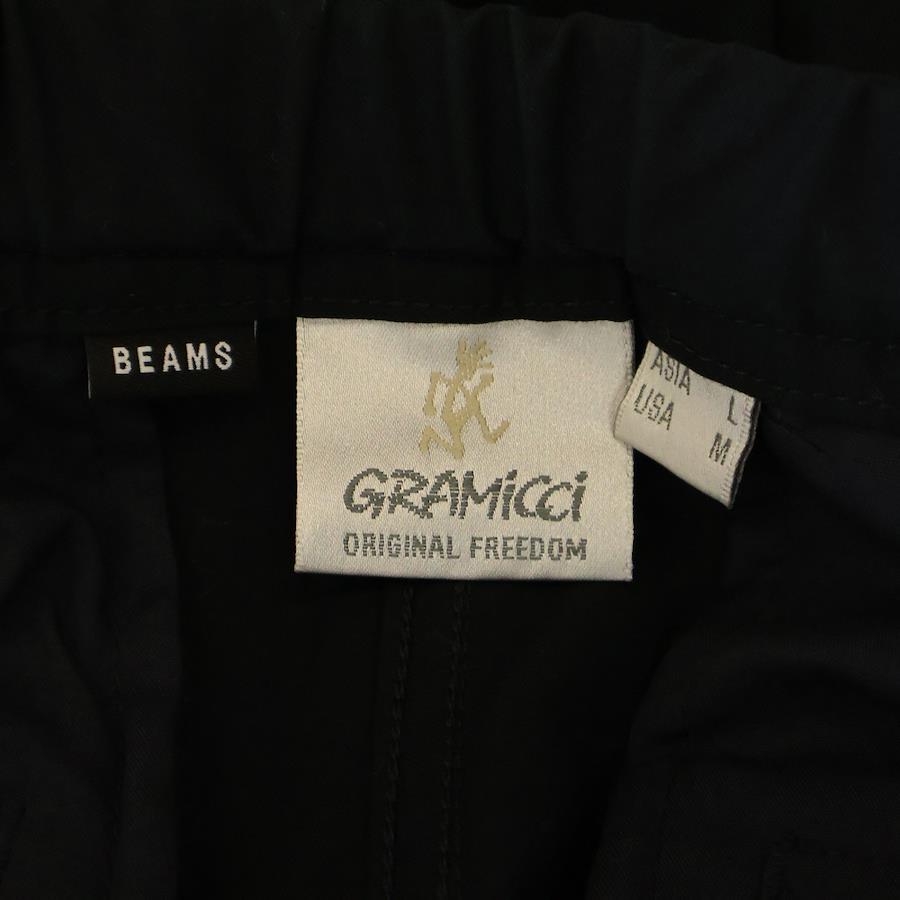 BEAMS
GRAMICCI
ORIGINAL FREEDOM
ASIA L
USA M